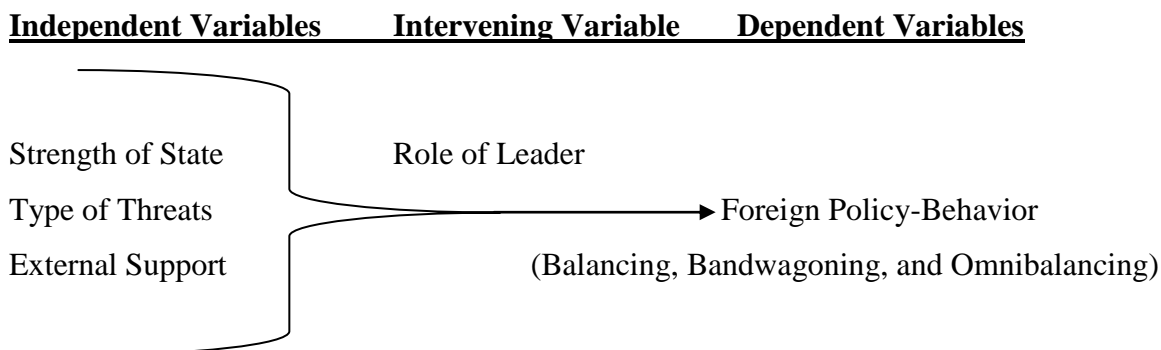 Independent Variables Intervening Variable Dependent Variables
Strength of State Role of Leader
Type of Threats Foreign Policy-Behavior
External Support (Balancing, Bandwagoning, and Omnibalancing)